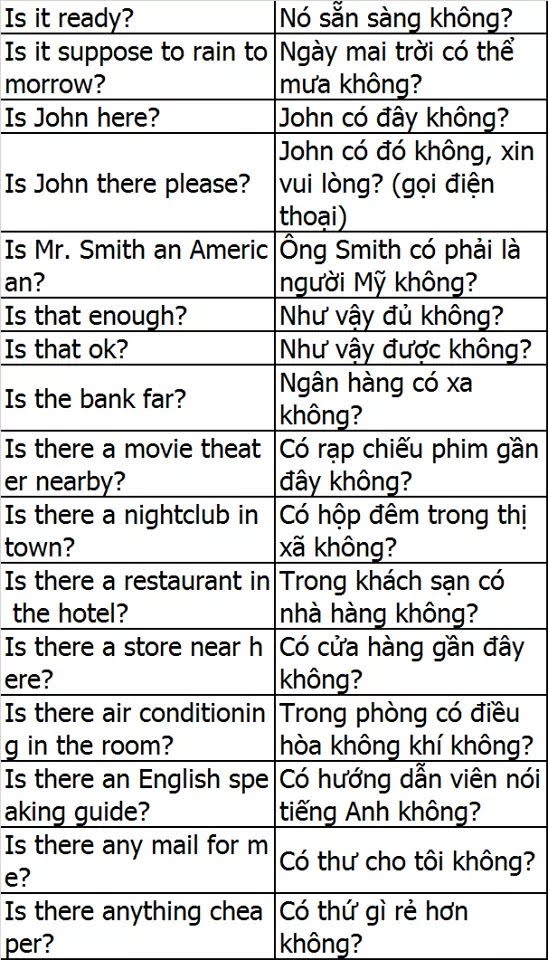 Is it ready?
Nó sẵn sàng không?
Is it suppose to rain to
morrow?
Ngày mai trời có thể
mưa không?
Is John here?
John có đây không?
Is John there please?
John có đó không, xin
vui lòng? (gọi điện
thoại)
Is Mr. Smith an Americ
an?
Ông Smith có phải là
người Mỹ không?
Is that enough?
Như vậy đủ không?
Is that ok?
Như vậy được không?
Is the bank far?
Ngân hàng có xa
không?
Is there a movie theat
er nearby?
Có rạp chiếu phim gần
đây không?
Is there a nightclub in
town?
Có hộp đêm trong thị
xã không?
Is there a restaurant in
the hotel?
Trong khách sạn có
nhà hàng không?
Is there a store near h
ere?
Có cửa hàng gần đây
không?
Is there air conditionin
g in the room?
Trong phòng có điều
hòa không khí không?
Is there an English spe
aking guide?
Có hướng dẫn viên nói
tiếng Anh không?
Is there any mail for m
e?
Có thư cho tôi không?
Is there anything chea
per?
Có thứ gì rẻ hơn
không?